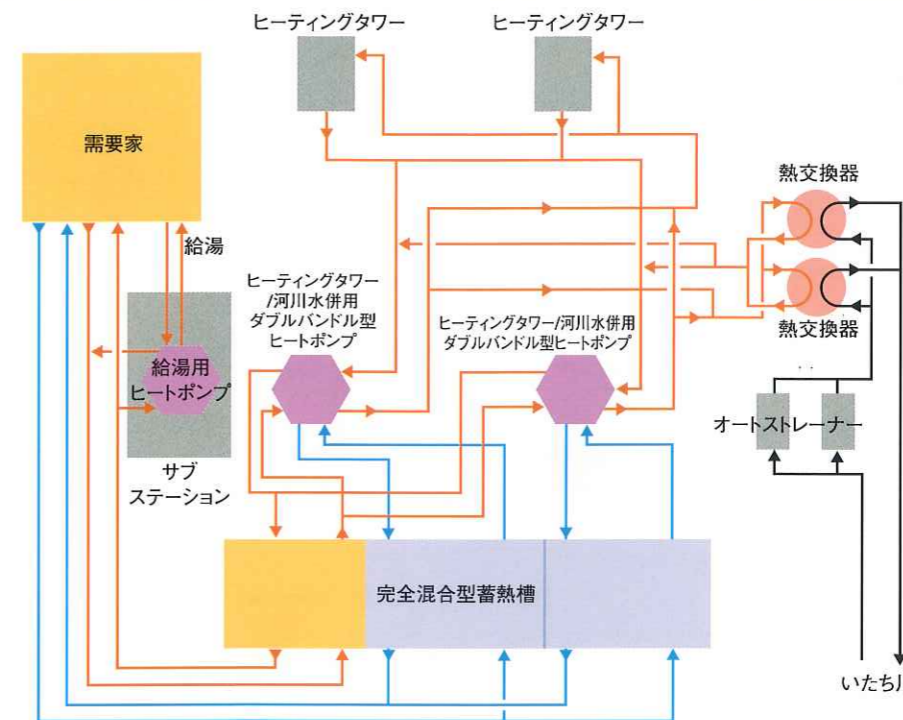 ヒーティングタワー
ヒーティングタワー
需要家
熱交換器
給湯
ヒーティングタワー
/河川水併用
ダブルバンドル型
ヒートポンプ
ヒーティングタワー/河川水併用
ダブルバンドル型ヒートポンプ
熱交換器
給湯用
ヒートポンプ
オートストレーナー
サブ
ステーション
完全混合型蓄熱槽
いたち川